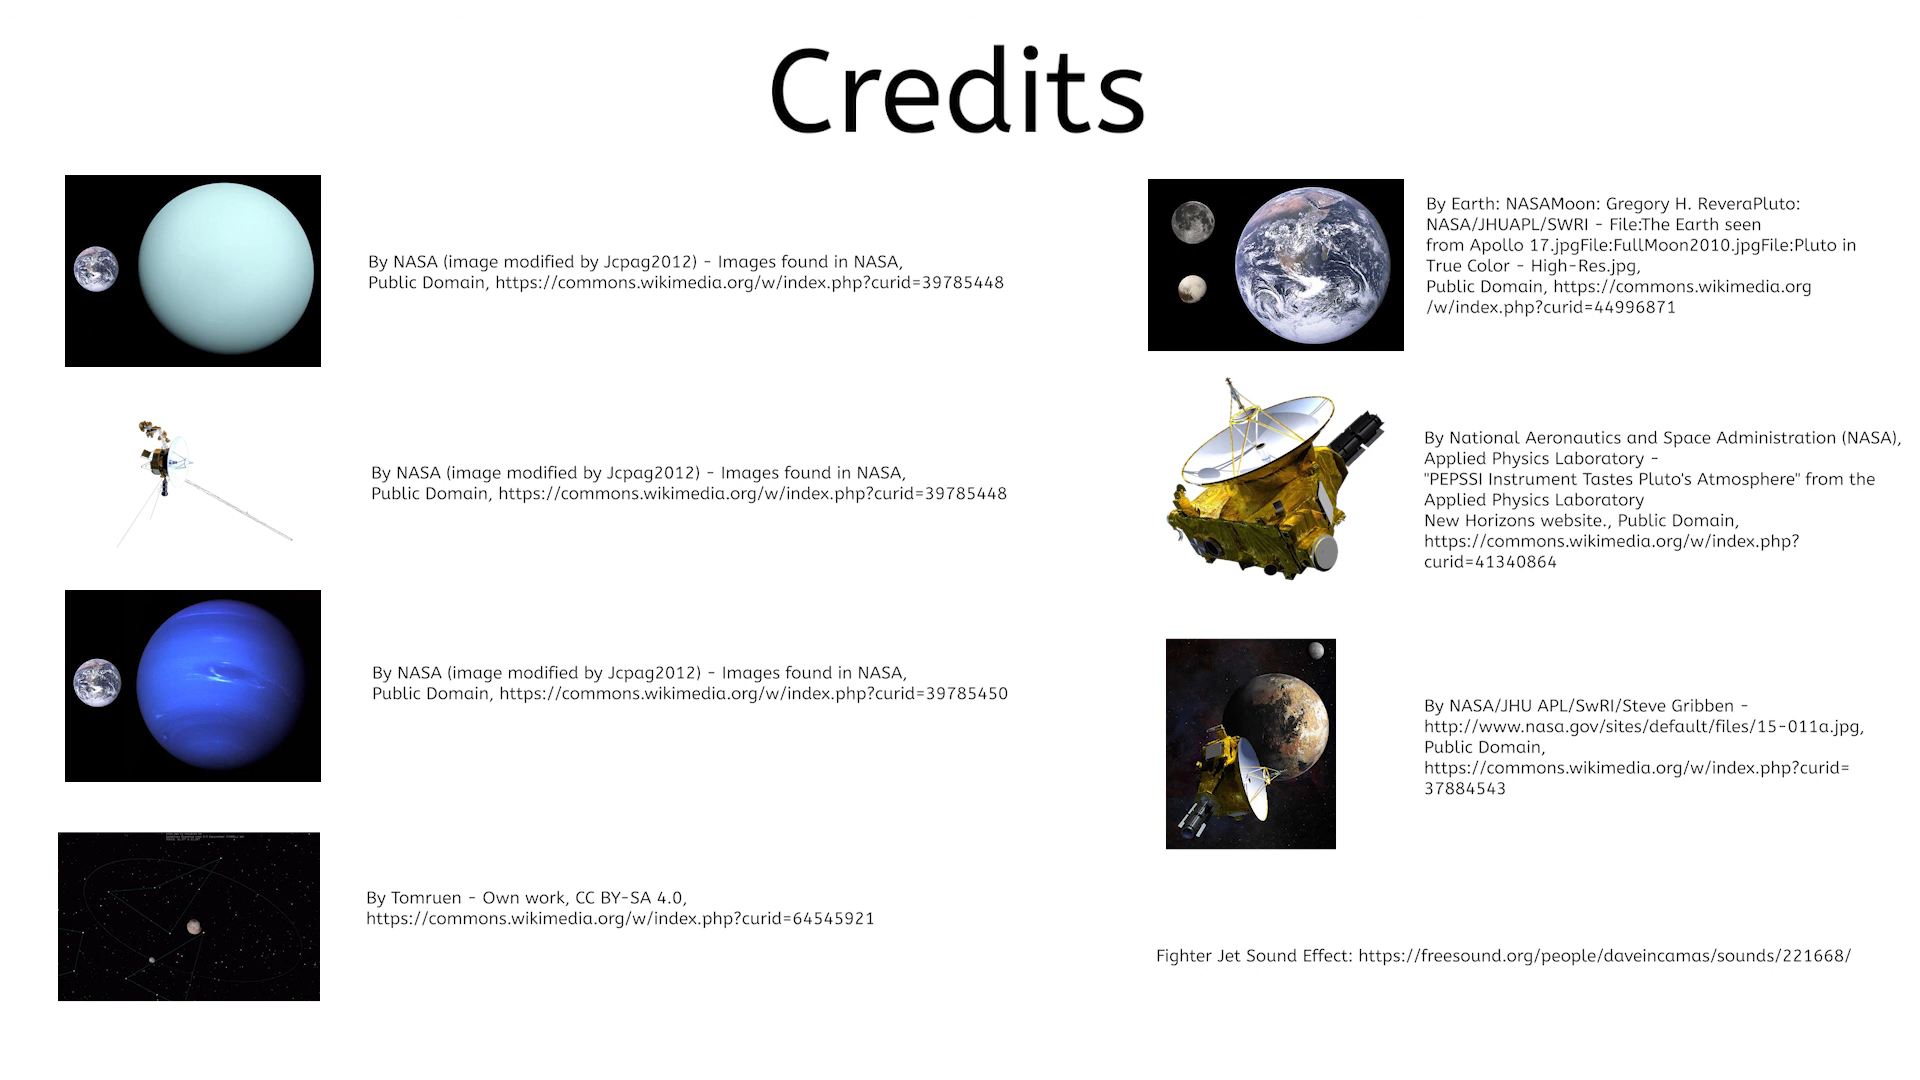 Credits
By NASA (image modified by Jcpag2012) - Images found in NASA,
Public Domain, https://commons.wikimedia.org/w/index.php?curid=39785448
By NASA (image modified by Jcpag2012) - Images found in NASA,
Public Domain, https://commons.wikimedia.org/w/index.php?curid=39785448
By NASA (image modified by Jcpag2012) - Images found in NASA,
Public Domain, https://commons.wikimedia.org/w/index.php?curid=39785450
By Tomruen - Own work, CC BY-SA 4.0,
https://commons.wikimedia.org/w/index.php?curid=64545921
By Earth: NASAMoon: Gregory H. ReveraPluto:
NASA/JHUAPL/SWRI - File:The Earth seen
from Apollo 17.jpgFile:FullMoon2010.jpgFile:Pluto in
True Color - High-Res.jpg,
Public Domain, https://commons.wikimedia.org
/w/index.php?curid=44996871
By National Aeronautics and Space Administration (NASA),
Applied Physics Laboratory -
"PEPSSI Instrument Tastes Pluto's Atmosphere" from the
Applied Physics Laboratory
New Horizons website., Public Domain,
https://commons.wikimedia.org/w/index.php?
curid=41340864
By NASA/JHU APL/SwRI/Steve Gribben -
http://www.nasa.gov/sites/default/files/15-011a.jpg,
Public Domain,
https://commons.wikimedia.org/w/index.php?curid=
37884543
Fighter Jet Sound Effect: https://freesound.org/people/daveincamas/sounds/221668/